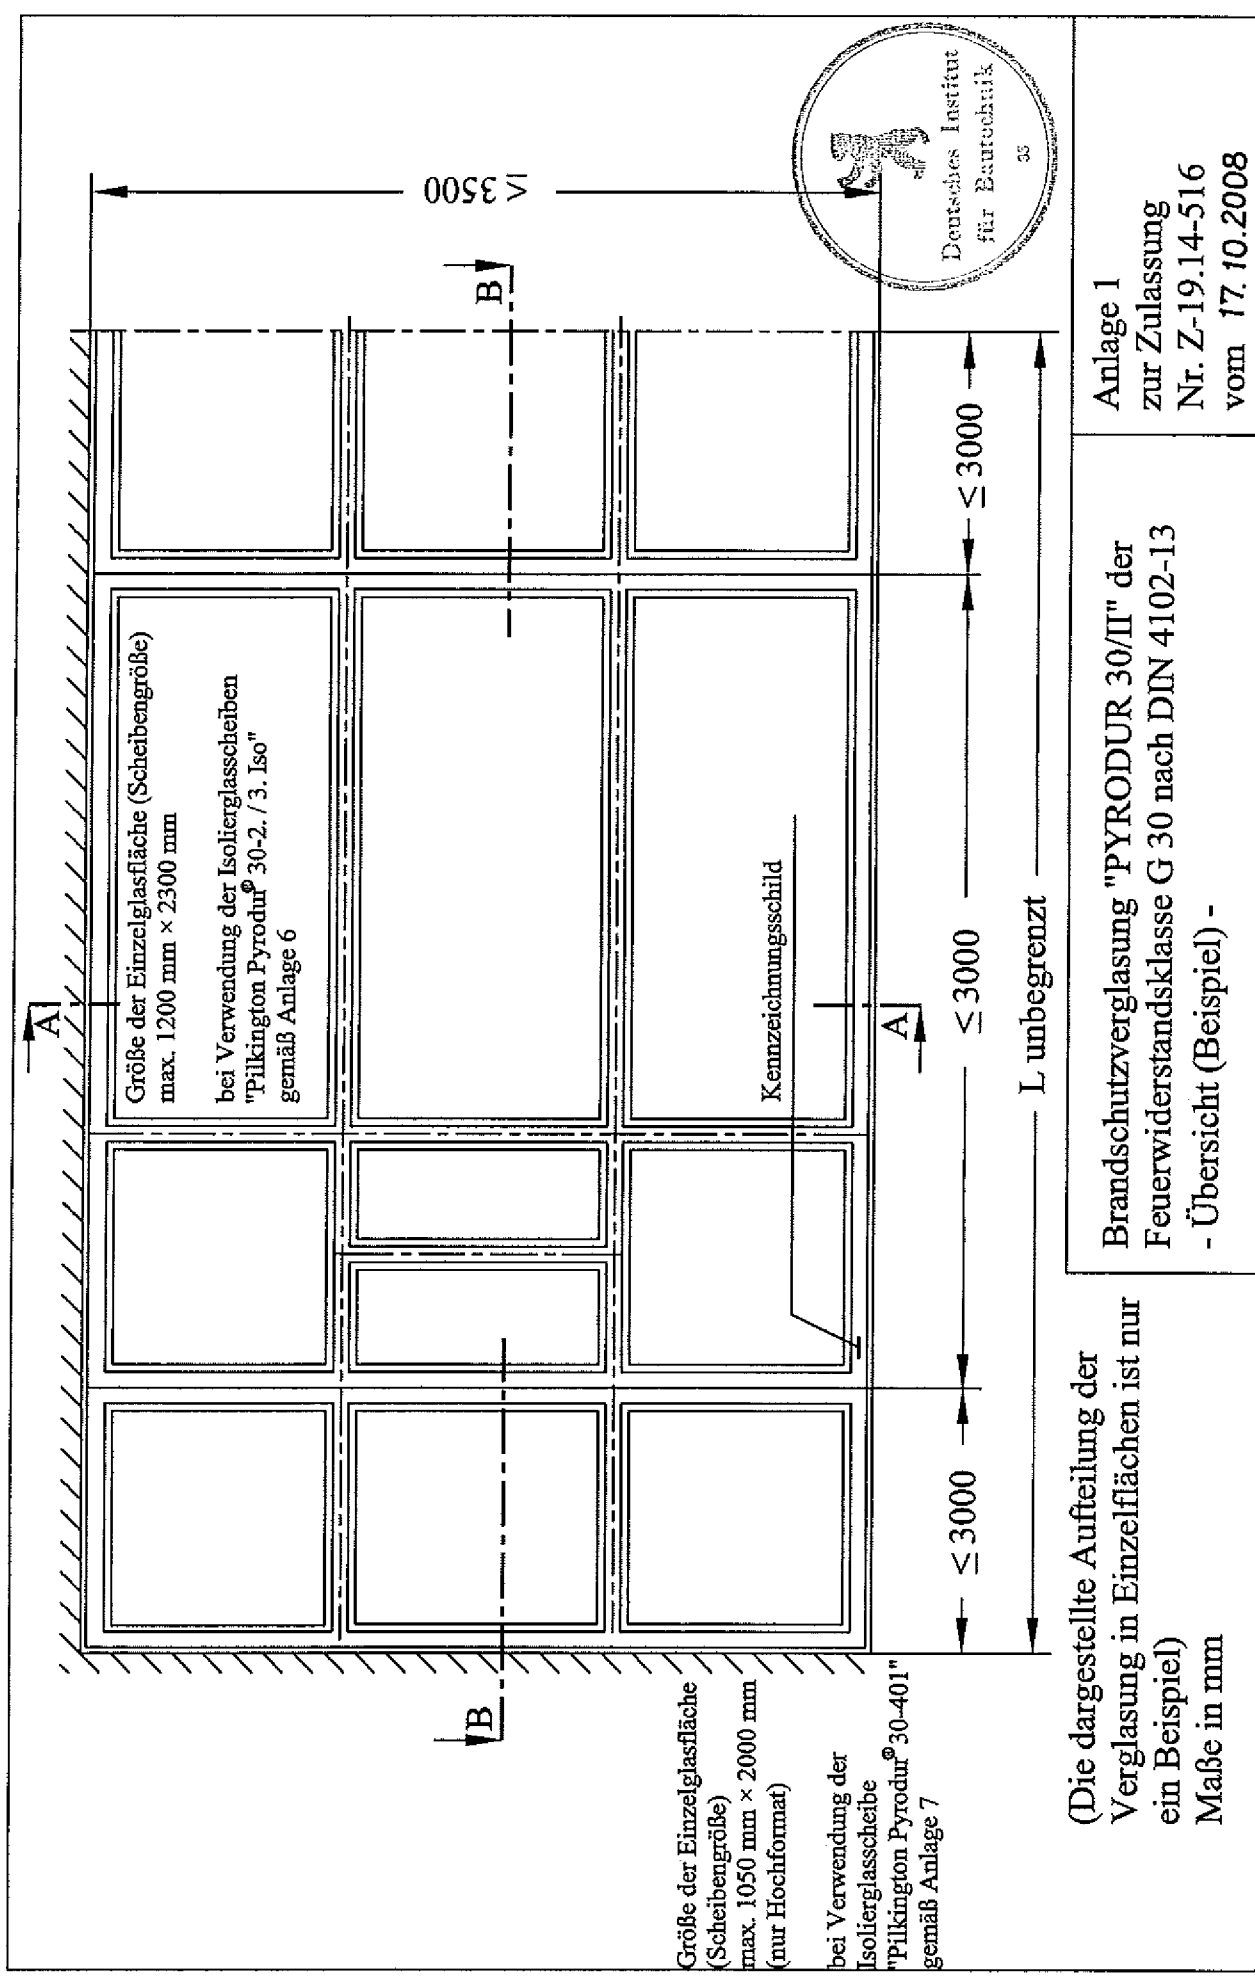 A
B
≤ 3500
Größe der Einzelglasfläche (Scheibengröße)
max. 1200 mm × 2300 mm
bei Verwendung der Isolierglasscheiben
"Pilkington Pyrodur® 30-2. / 3. Iso"
gemäß Anlage 6
Kennzeichnungsschild
B
A
Größe der Einzelglasfläche
(Scheibengröße)
max. 1050 mm × 2000 mm
(nur Hochformat)
bei Verwendung der
Isolierglasscheibe
"Pilkington Pyrodur® 30-401"
gemäß Anlage 7
≤ 3000
≤ 3000
≤ 3000
L unbegrenzt
Deutsches Institut
für Bautechnik
33
(Die dargestellte Aufteilung der
Verglasung in Einzelflächen ist nur
ein Beispiel)
Maße in mm
Brandschutzverglasung "PYRODUR 30/II" der
Feuerwiderstandsklasse G 30 nach DIN 4102-13
- Übersicht (Beispiel) -
Anlage 1
zur Zulassung
Nr. Z-19.14-516
vom 17.10.2008